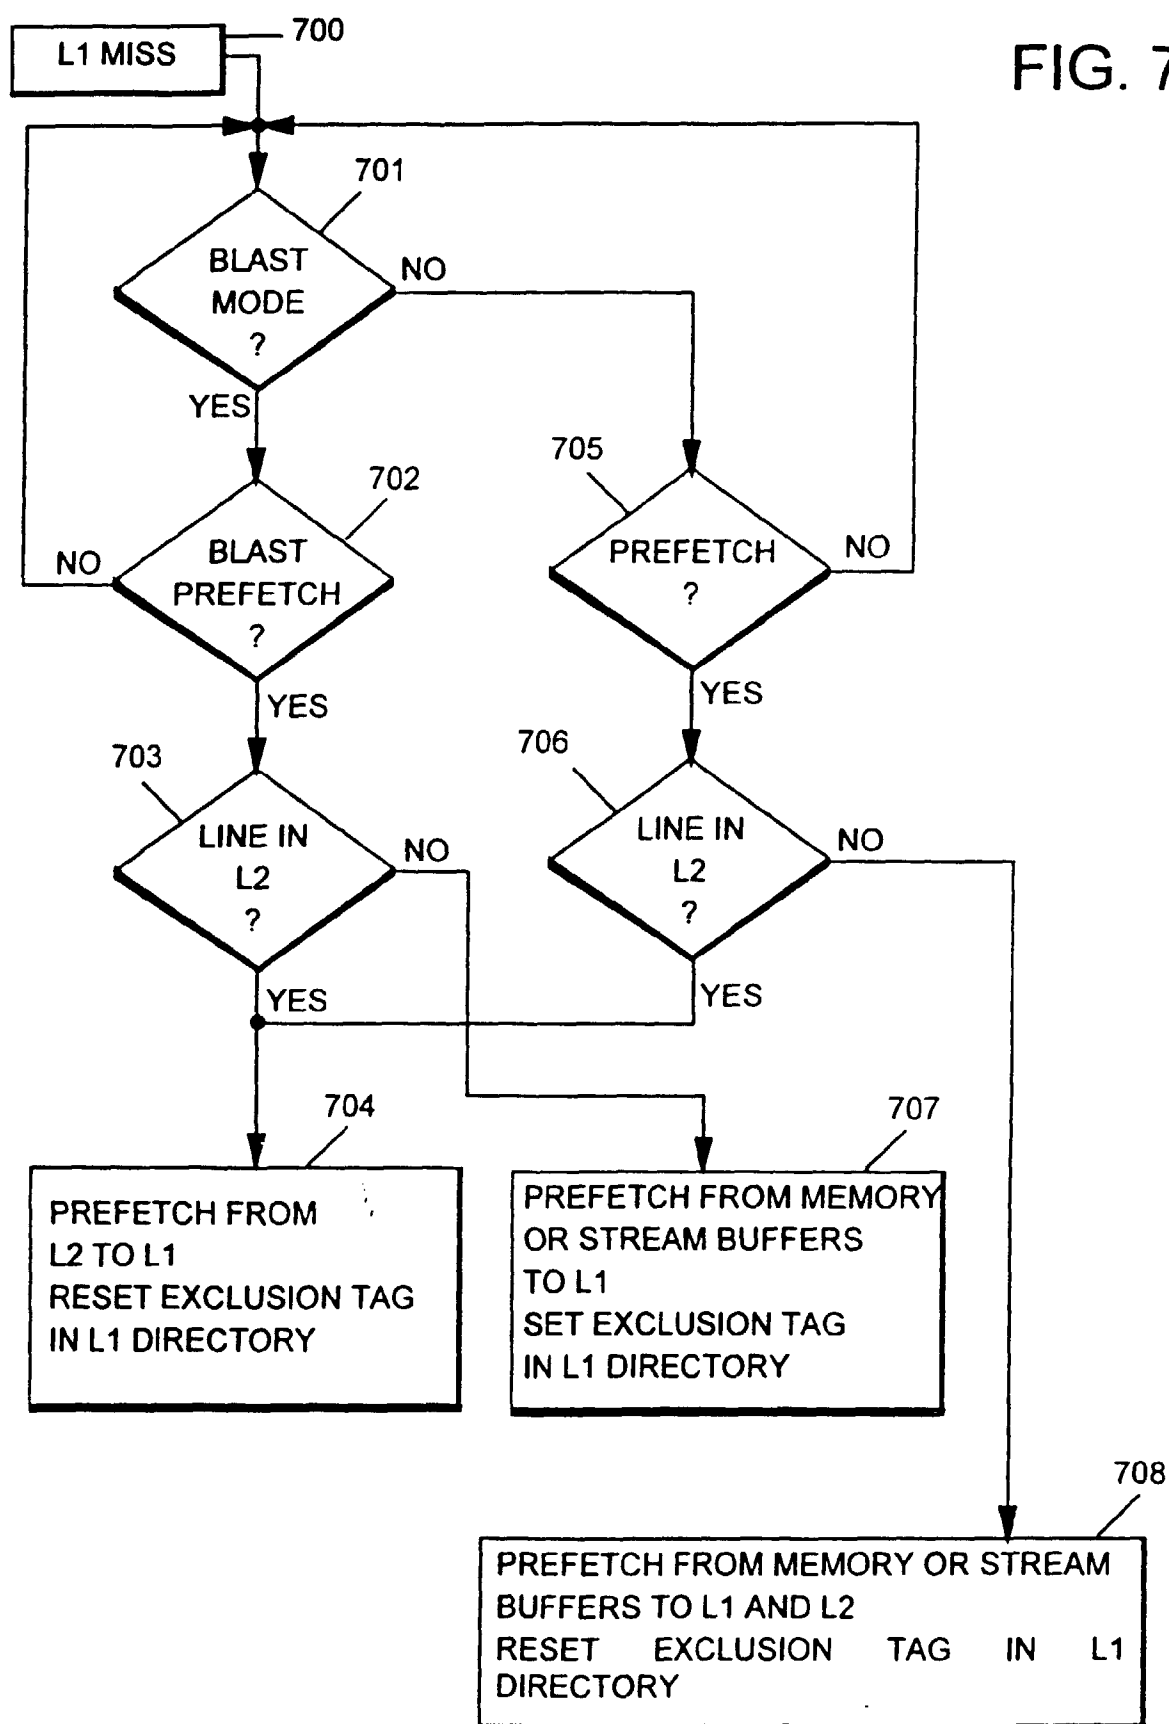 700
L1 MISS
FIG. 7
701
BLAST
MODE
?
NO
YES
702
705
BLAST
PREFETCH
?
NO
PREFETCH
?
NO
YES
YES
703
706
LINE IN
L2
?
NO
LINE IN
L2
?
NO
YES
YES
704
707
PREFETCH FROM
L2 TO L1
RESET EXCLUSION TAG
IN L1 DIRECTORY
PREFETCH FROM MEMORY
OR STREAM BUFFERS
TO L1
SET EXCLUSION TAG
IN L1 DIRECTORY
708
PREFETCH FROM MEMORY OR STREAM
BUFFERS TO L1 AND L2
RESET EXCLUSION TAG IN L1
DIRECTORY